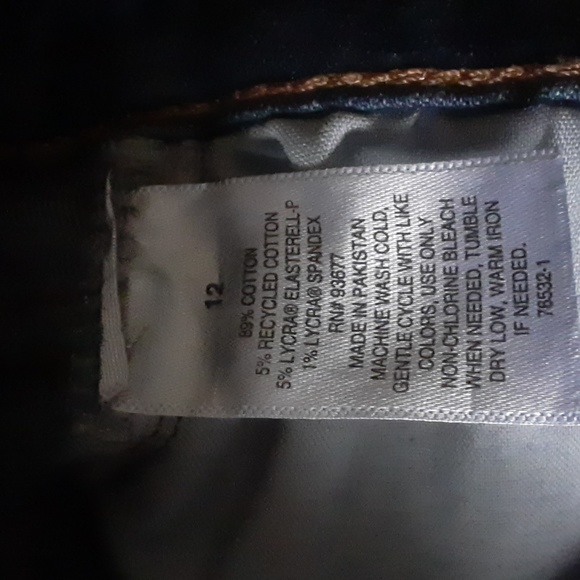 12
89% COTTON
5% RECYCLED COTTON
5% LYCRA® ELASTERELL-P
1% LYCRA® SPANDEX
RN# 93677
MADE IN PAKISTAN
MACHINE WASH COLD,
GENTLE CYCLE WITH LIKE
COLORS, USE ONLY
NON-CHLORINE BLEACH
WHEN NEEDED, TUMBLE
DRY LOW, WARM IRON
IF NEEDED.
76532-1